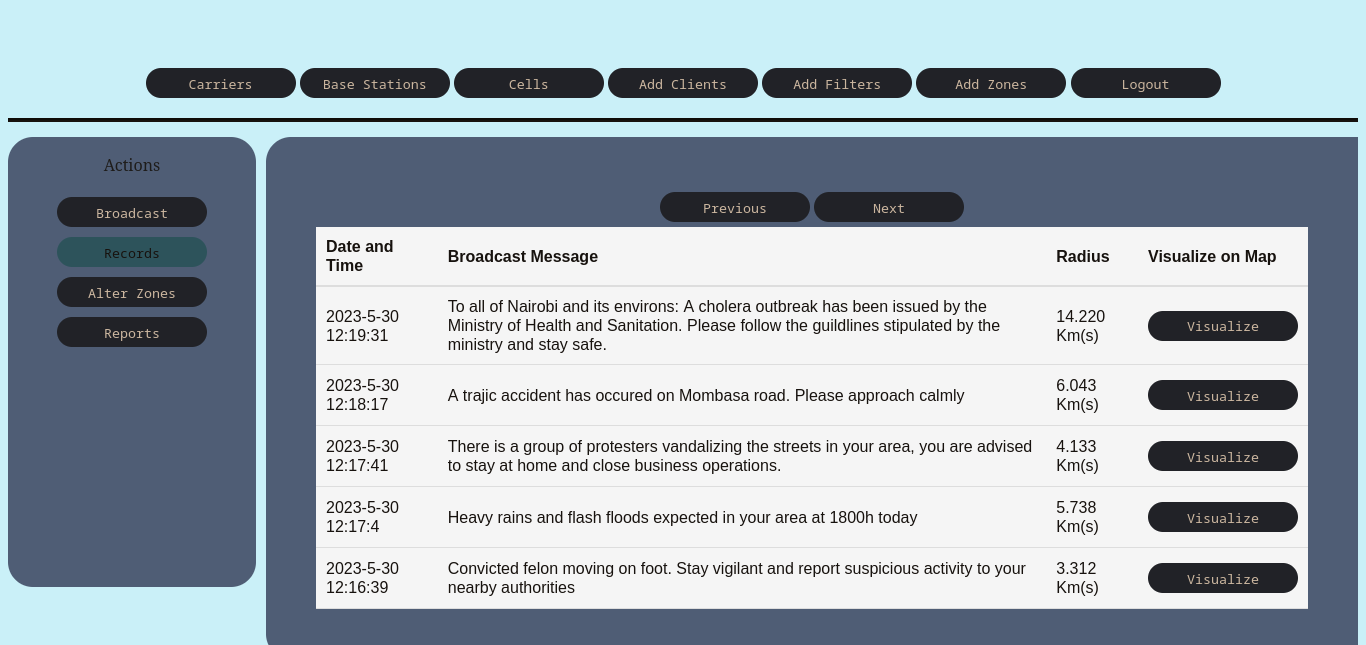 Carriers Base Stations Cells Add Clients Add Filters Add Zones Logout
Actions
Broadcast
Records
Alter Zones
Reports
Previous Next
Date and
Time
Broadcast Message
Radius
Visualize on Map
2023-5-30
12:19:31
To all of Nairobi and its environs: A cholera outbreak has been issued by the
Ministry of Health and Sanitation. Please follow the guildlines stipulated by the
ministry and stay safe.
14.220
Km(s)
Visualize
2023-5-30
12:18:17
A trajic accident has occured on Mombasa road. Please approach calmly
6.043
Km(s)
Visualize
2023-5-30
12:17:41
There is a group of protesters vandalizing the streets in your area, you are advised
to stay at home and close business operations.
4.133
Km(s)
Visualize
2023-5-30
12:17:4
Heavy rains and flash floods expected in your area at 1800h today
5.738
Km(s)
Visualize
2023-5-30
12:16:39
Convicted felon moving on foot. Stay vigilant and report suspicious activity to your
nearby authorities
3.312
Km(s)
Visualize